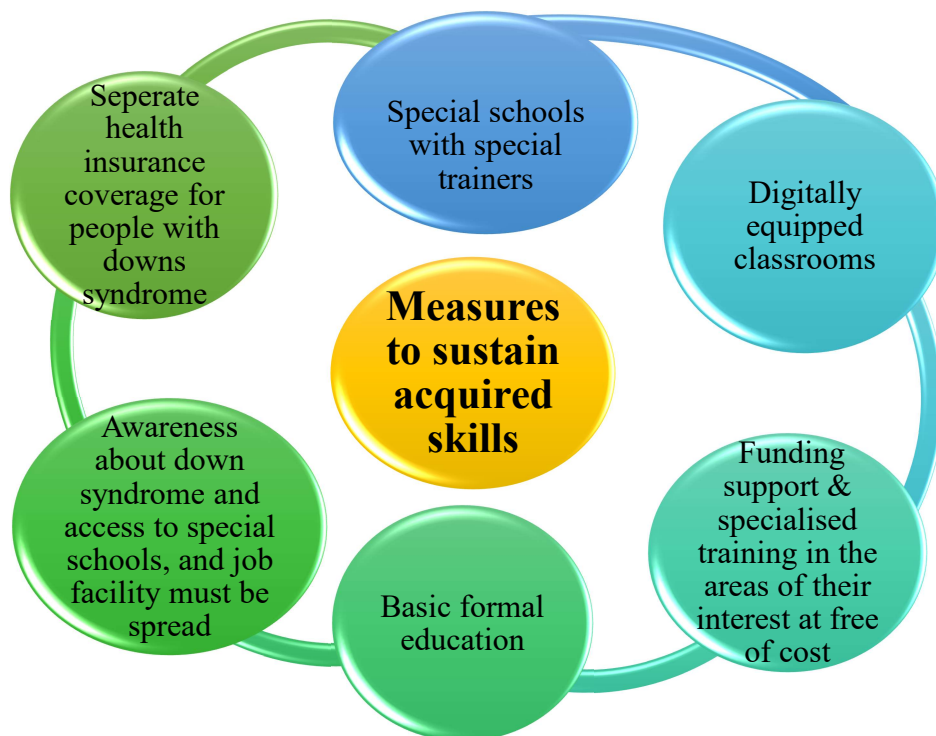 Special schools
with special
trainers
Digitally
equipped
classrooms
Funding
support &
specialised
training in the
areas of their
interest at free
of cost
Basic formal
education
Awareness
about down
syndrome and
access to special
schools, and job
facility must be
spread
Seperate
health
insurance
coverage for
people with
downs
syndrome
Measures
to sustain
acquired
skills